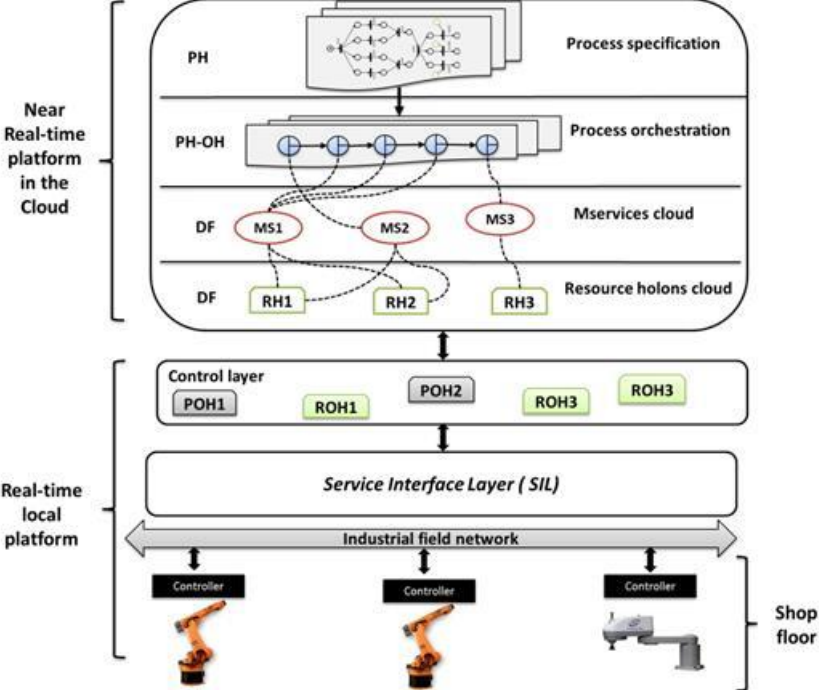 PH
Process specification
Near
Real-time
platform
in the
Cloud
PH-OH
Process orchestration
DF
MS1
MS2
MS3
Mservices cloud
DF
RH1
RH2
RH3
Resource holons cloud
Control layer
POH1
ROH1
POH2
ROH3
ROH3
Real-time
local
platform
Service Interface Layer ( SIL)
Industrial field network
Controller
Controller
Controller
Shop
floor